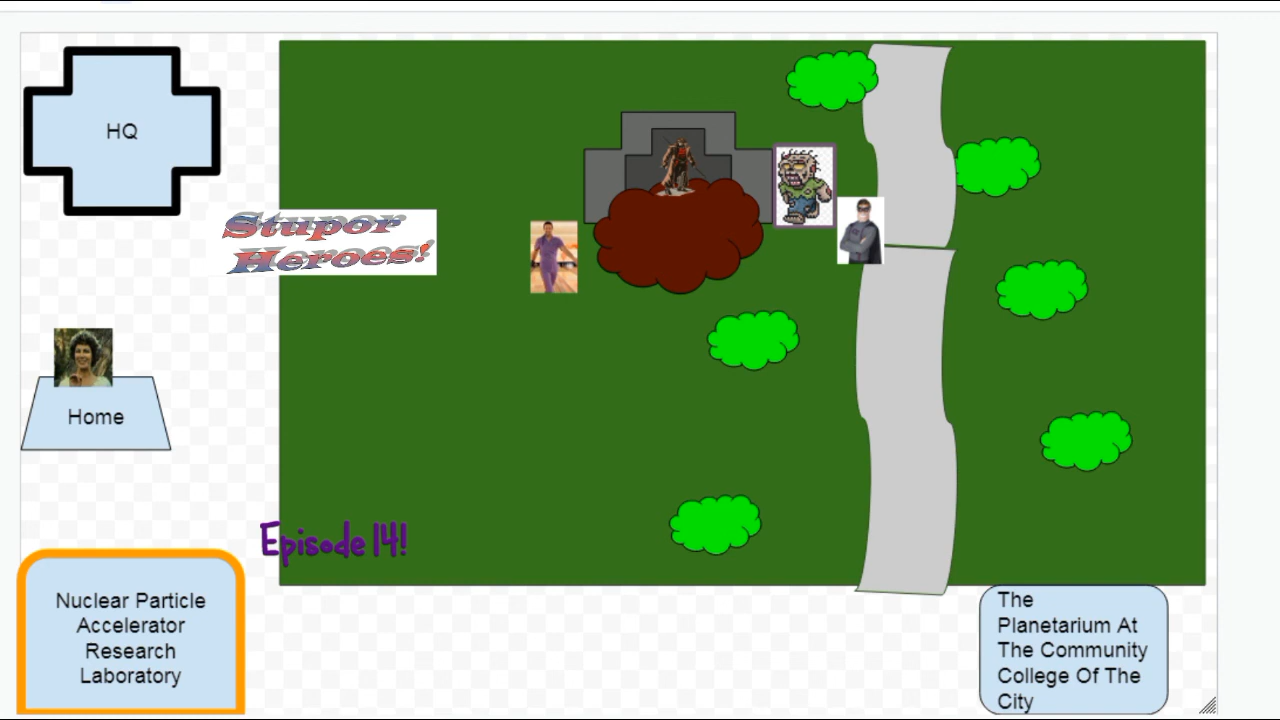 HQ
Stupor
Heroes!
Home
Episode 14!
Nuclear Particle
Accelerator
Research
Laboratory
The
Planetarium At
The Community
College Of The
City